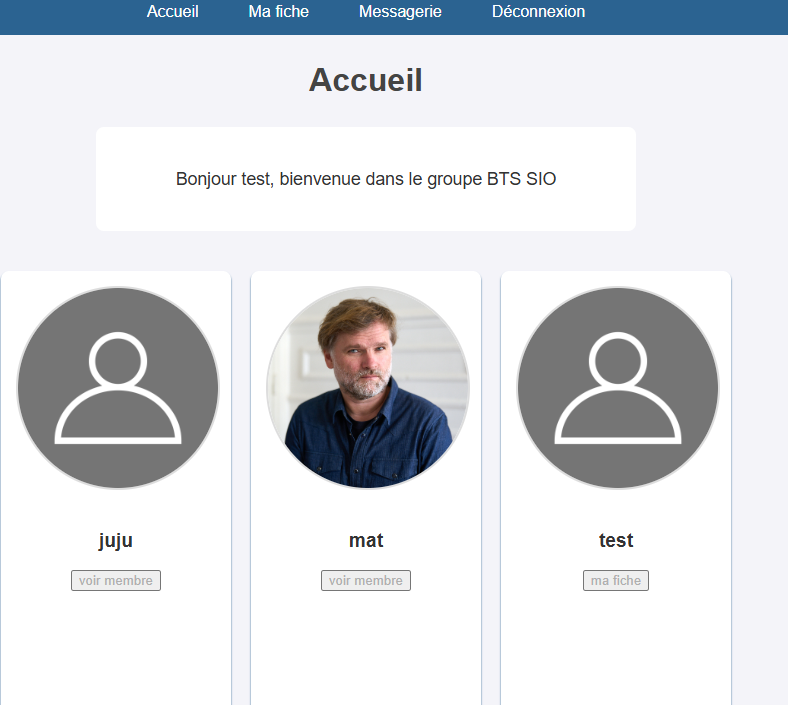 Accueil Ma fiche Messagerie Déconnexion
Accueil
Bonjour test, bienvenue dans le groupe BTS SIO
juju mat test
voir membre voir membre ma fiche